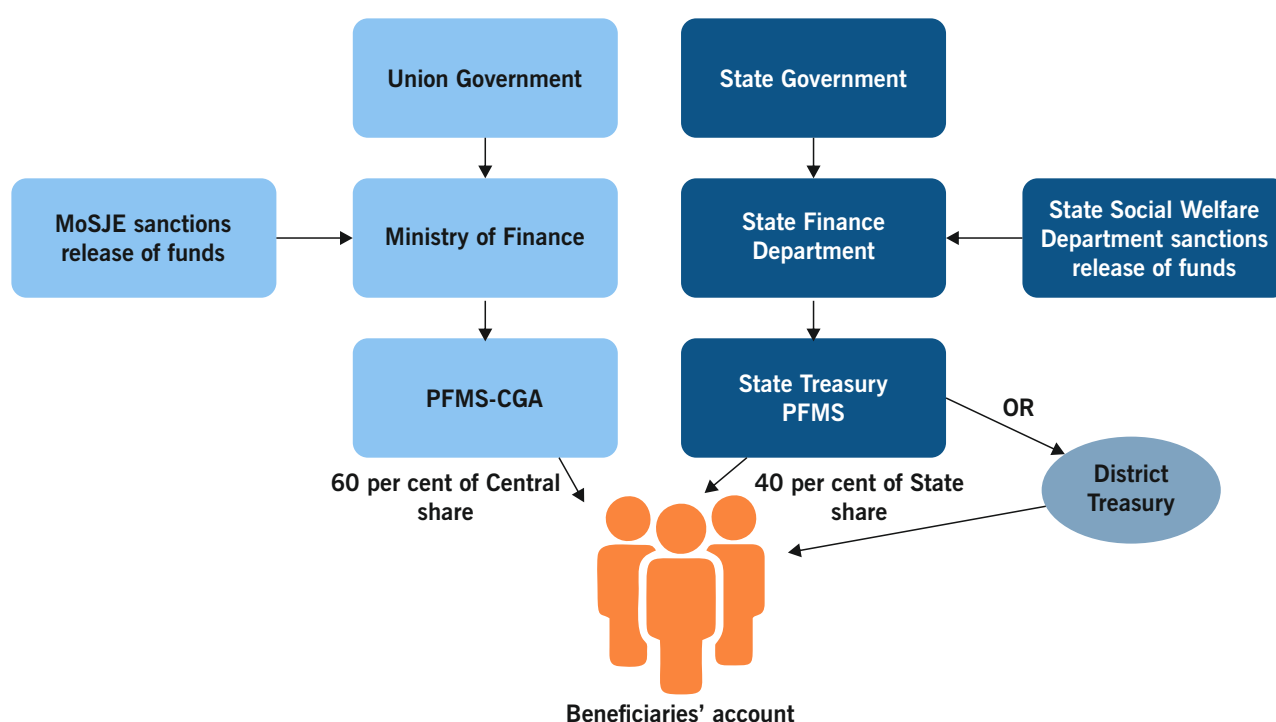 Union Government
State Government
MoSJE sanctions
release of funds
Ministry of Finance
State Finance
Department
State Social Welfare
Department sanctions
release of funds
PFMS-CGA
State Treasury
PFMS
OR
District
Treasury
60 per cent of Central
share
40 per cent of State
share
Beneficiaries’ account